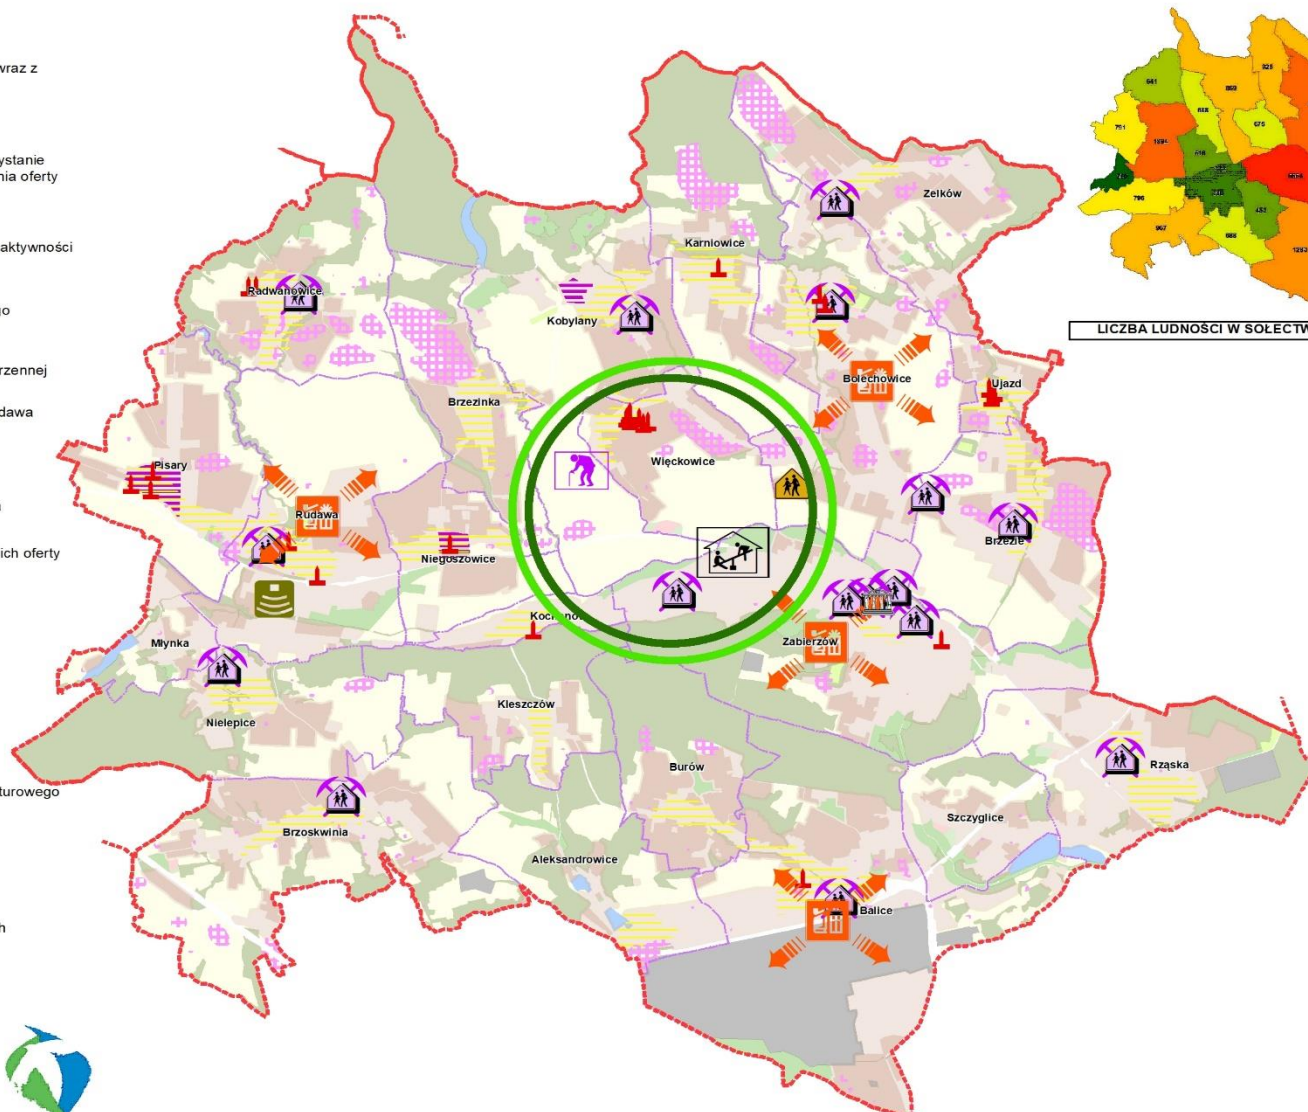 wraz z
ystanie
nia oferty
aktywności
go
rzennej
dawa
ich oferty
turowego
h
Zelków
Karniowice
Radwanowice
Kobylany
Bolechowice
Ujazd
Brzezinka
Więckowice
Pisary
Rudawa
Niegoszowice
Brzezie
Młynka
Zabierzów
Nielepice
Kleszczów
Burów
Rząska
Brzoskwinia
Szczyglice
Aleksandrowice
Balice
LICZBA LUDNOŚCI W SOŁECTW